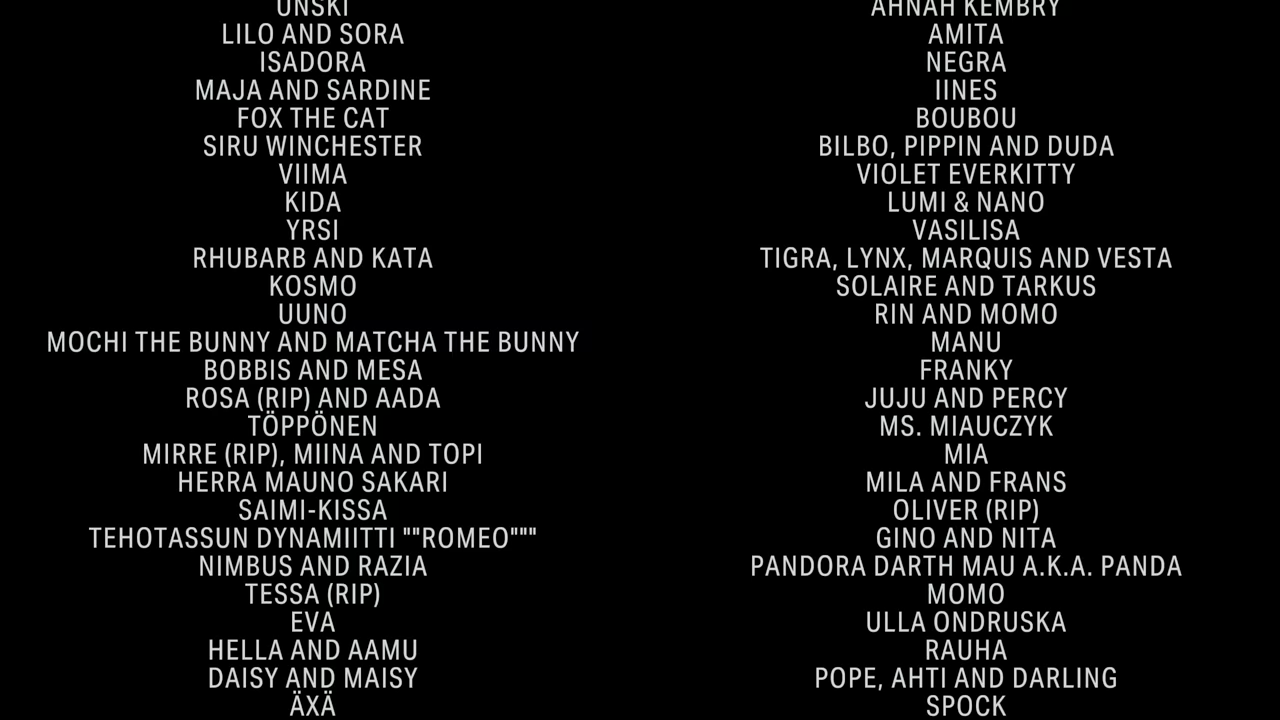 UNSKI
LILO AND SORA
ISADORA
MAJA AND SARDINE
FOX THE CAT
SIRU WINCHESTER
VIIMA
KIDA
YRSI
RHUBARB AND KATA
KOSMO
UUNO
MOCHI THE BUNNY AND MATCHA THE BUNNY
BOBBIS AND MESA
ROSA (RIP) AND AADA
TÖPPÖNEN
MIRRE (RIP), MIINA AND TOPI
HERRA MAUNO SAKARI
SAIMI-KISSA
TEHOTASSUN DYNAMIITTI ""ROMEO"""
NIMBUS AND RAZIA
TESSA (RIP)
EVA
HELLA AND AAMU
DAISY AND MAISY
ÄXÄ
AHNAH KEMBRY
AMITA
NEGRA
IINES
BOUBOU
BILBO, PIPPIN AND DUDA
VIOLET EVERKITTY
LUMI & NANO
VASILISA
TIGRA, LYNX, MARQUIS AND VESTA
SOLAIRE AND TARKUS
RIN AND MOMO
MANU
FRANKY
JUJU AND PERCY
MS. MIAUCZYK
MIA
MILA AND FRANS
OLIVER (RIP)
GINO AND NITA
PANDORA DARTH MAU A.K.A. PANDA
MOMO
ULLA ONDRUSKA
RAUHA
POPE, AHTI AND DARLING
SPOCK